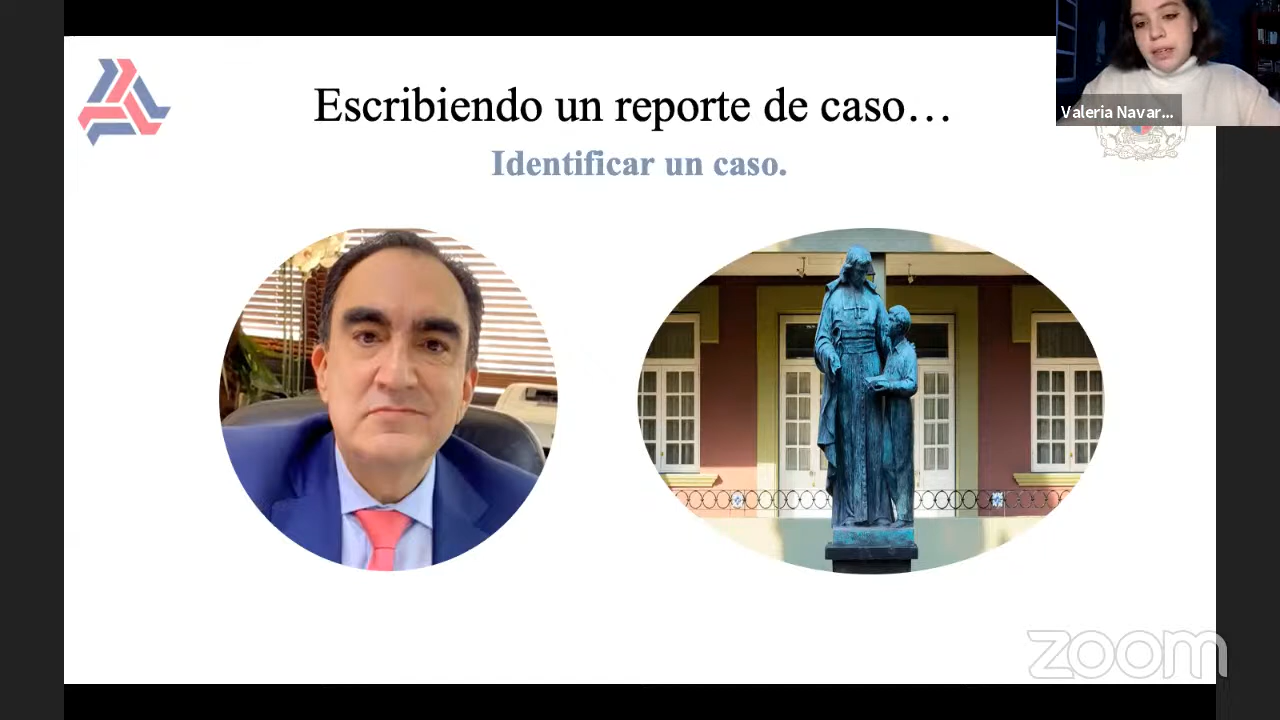 Escribiendo un reporte de caso…
Identificar un caso.
Valeria Navar...
zoom